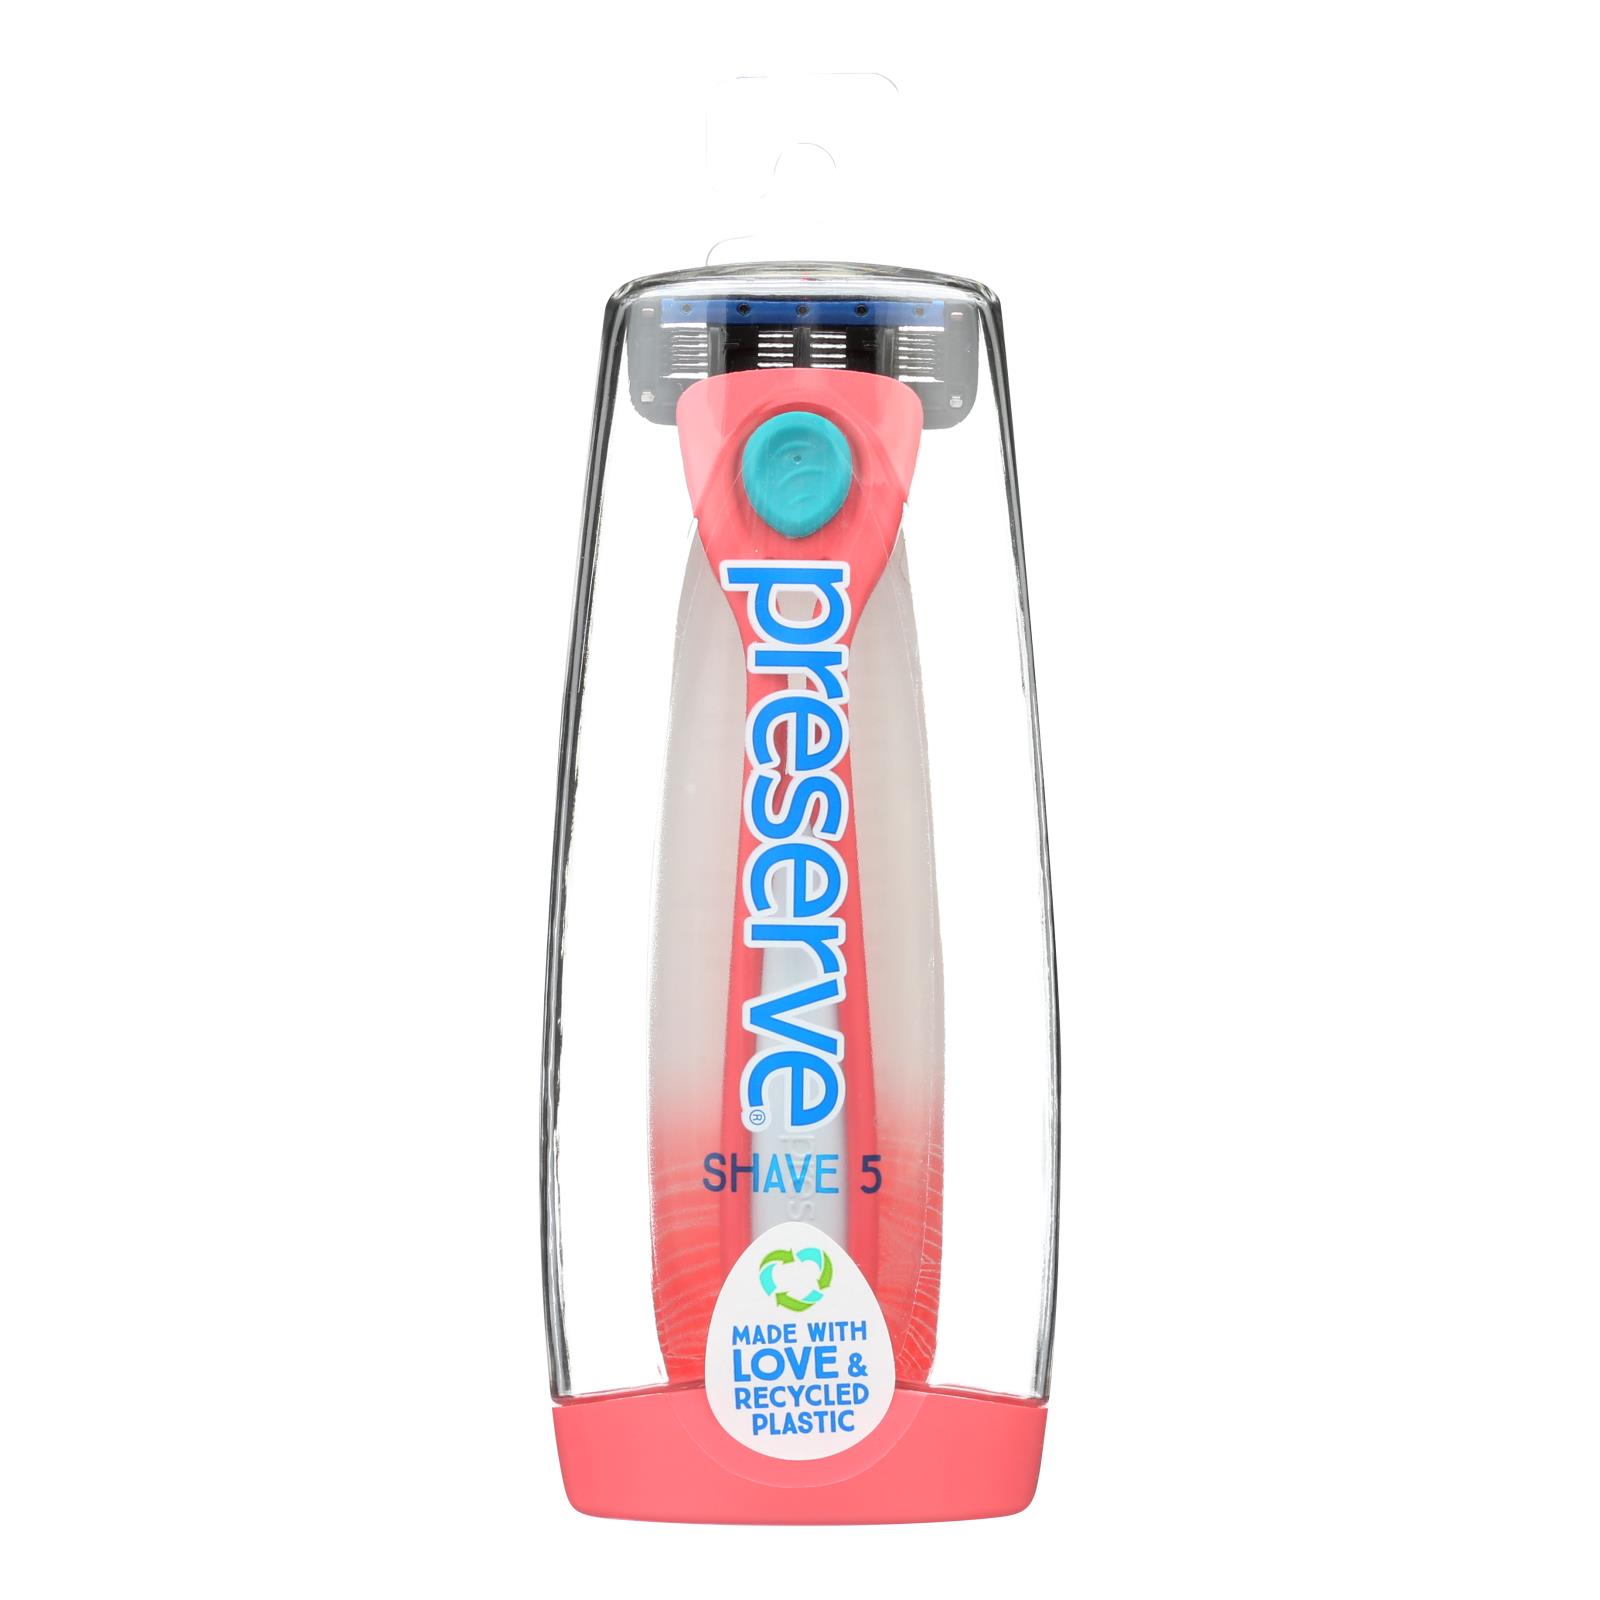 preserve®
SHAVE 5
MADE WITH
LOVE &
RECYCLED
PLASTIC